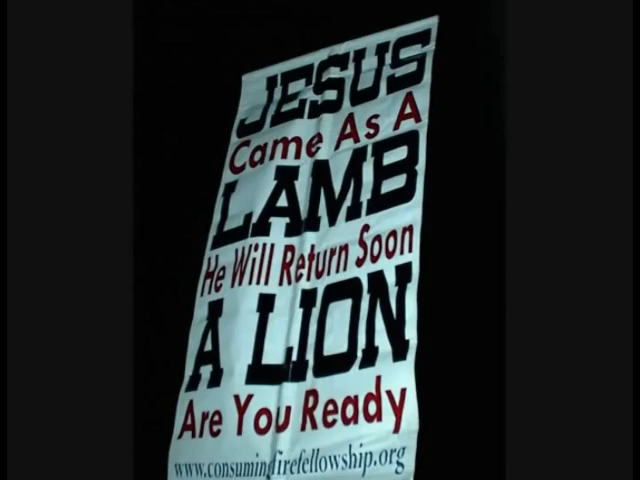 JESUS
Came As A
LAMB
He Will Return Soon
A LION
Are You Ready
www.consumingfirefellowship.org